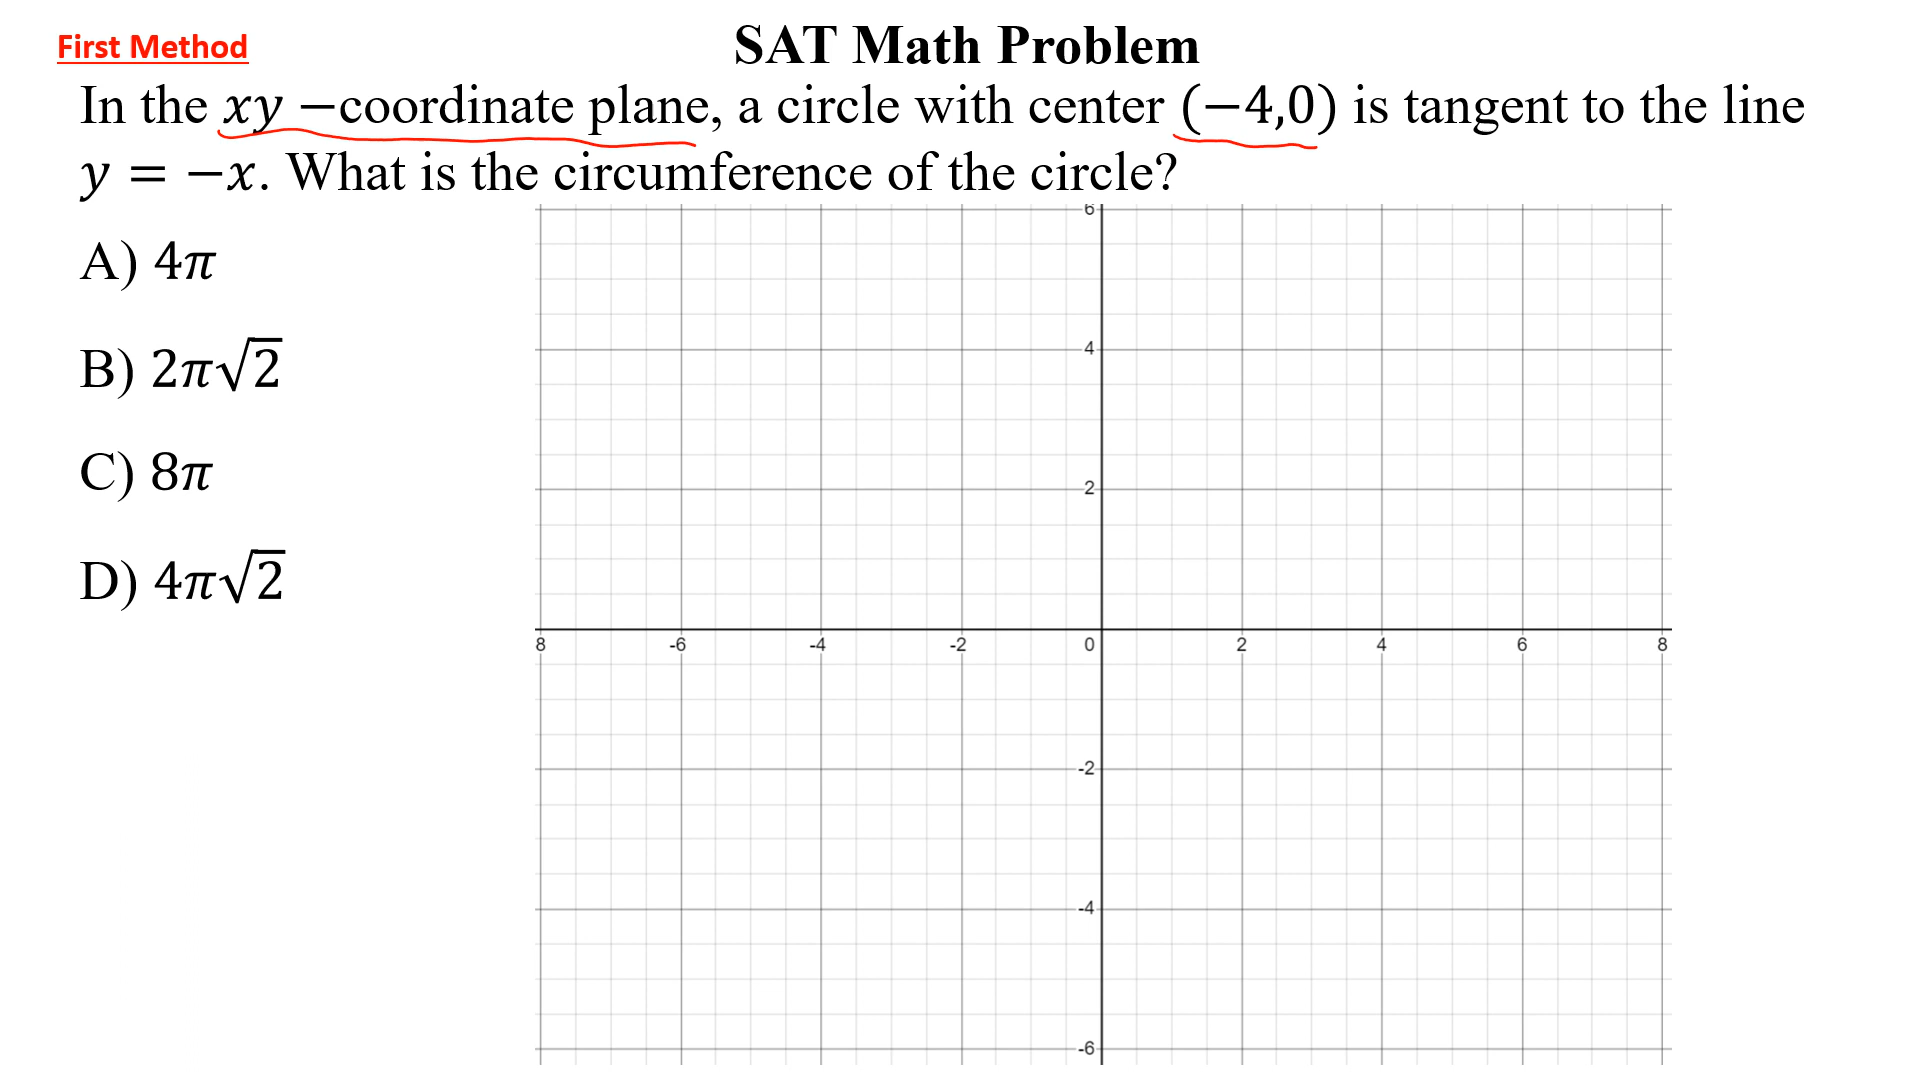 First Method
SAT Math Problem
In the xy −coordinate plane, a circle with center (−4,0) is tangent to the line
y = −x. What is the circumference of the circle?
A) 4π
B) 2π√2
C) 8π
D) 4π√2
6
4
2
8 -6 -4 -2 0 2 4 6 8
-2
-4
-6